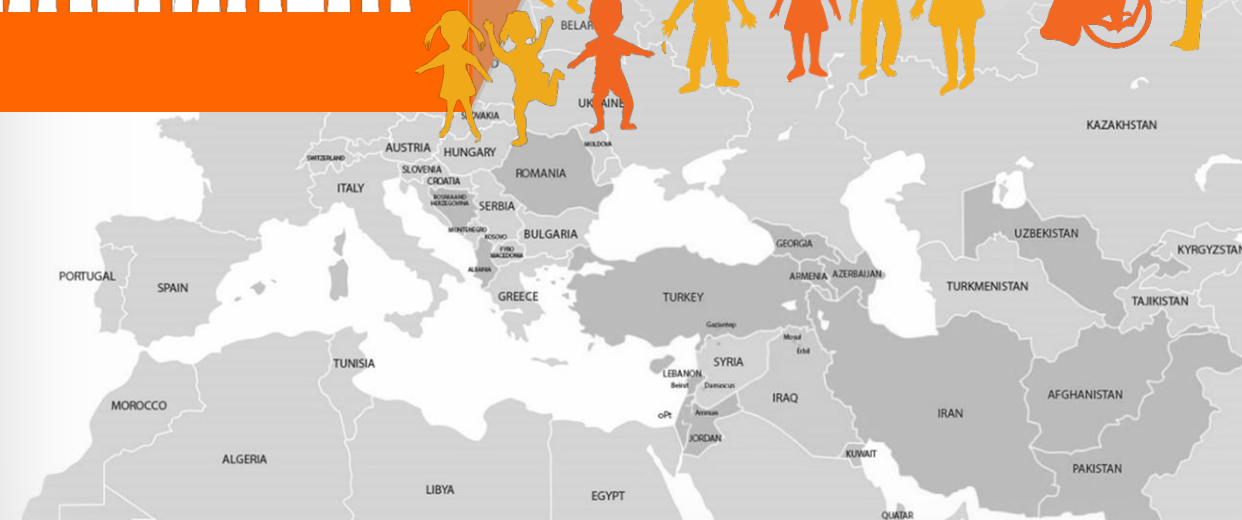 BELAR
UKRAINE
SLOVAKIA
KAZAKHSTAN
AUSTRIA
HUNGARY
MOLDOVA
SWITZERLAND
SLOVENIA
ROMANIA
CROATIA
ITALY
BOSNIA AND
HERZEGOVINA
SERBIA
MONTENEGRO
KOSOVO
BULGARIA
UZBEKISTAN
GEORGIA
FYRO
MACEDONIA
KYRGYZSTAN
ALBANIA
PORTUGAL
SPAIN
ARMENIA
AZERBAIJAN
TURKMENISTAN
GREECE
TURKEY
TAJIKISTAN
Gaziantep
Mosul
Erbil
TUNISIA
SYRIA
LEBANON
Beirut
Damascus
AFGHANISTAN
MOROCCO
IRAQ
oPt
Amman
IRAN
JORDAN
KUWAIT
ALGERIA
PAKISTAN
LIBYA
EGYPT
QUATAR